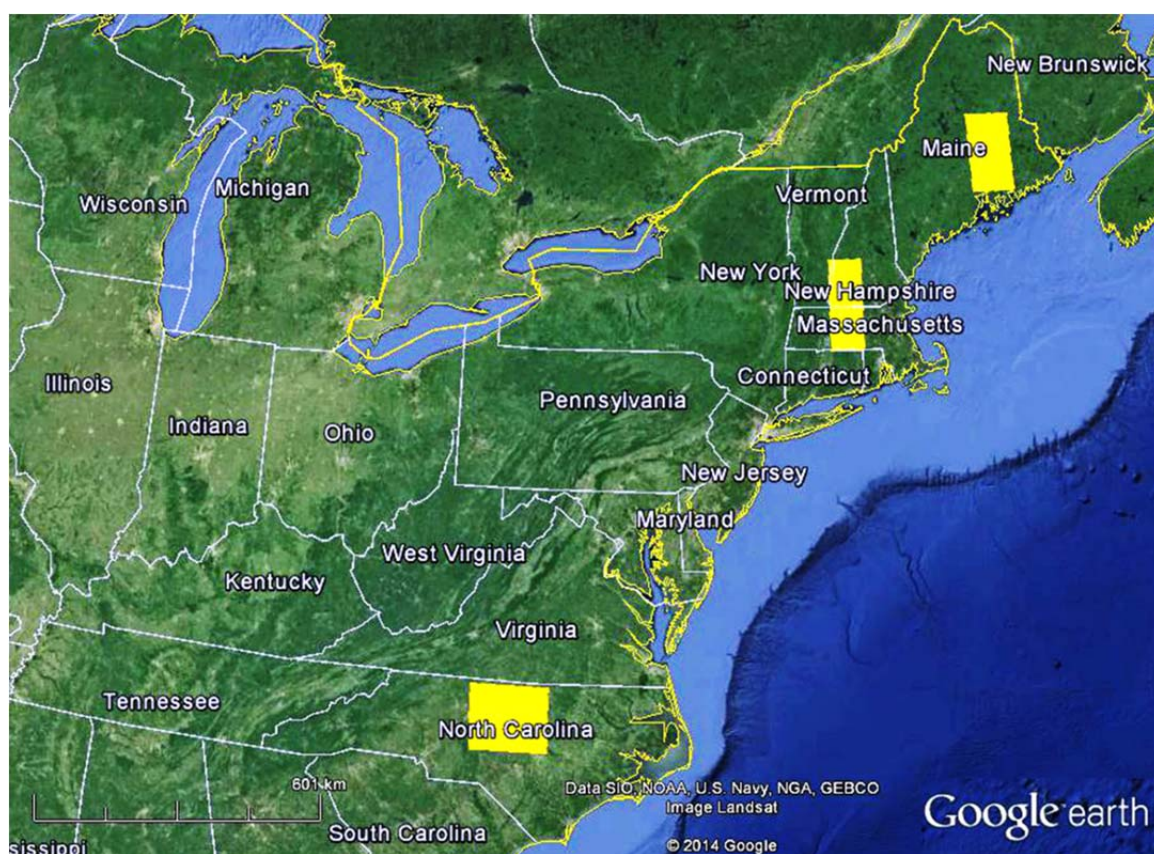 New Brunswick
Maine
Vermont
Michigan
Wisconsin
New York
New Hampshire
Massachusetts
Connecticut
Illinois
Pennsylvania
Indiana
Ohio
New Jersey
Maryland
West Virginia
Kentucky
Virginia
Tennessee
North Carolina
601 km
Data SIO, NOAA, U.S. Navy, NGA, GEBCO
Image Landsat
Google earth
South Carolina
© 2014 Google
sissippi